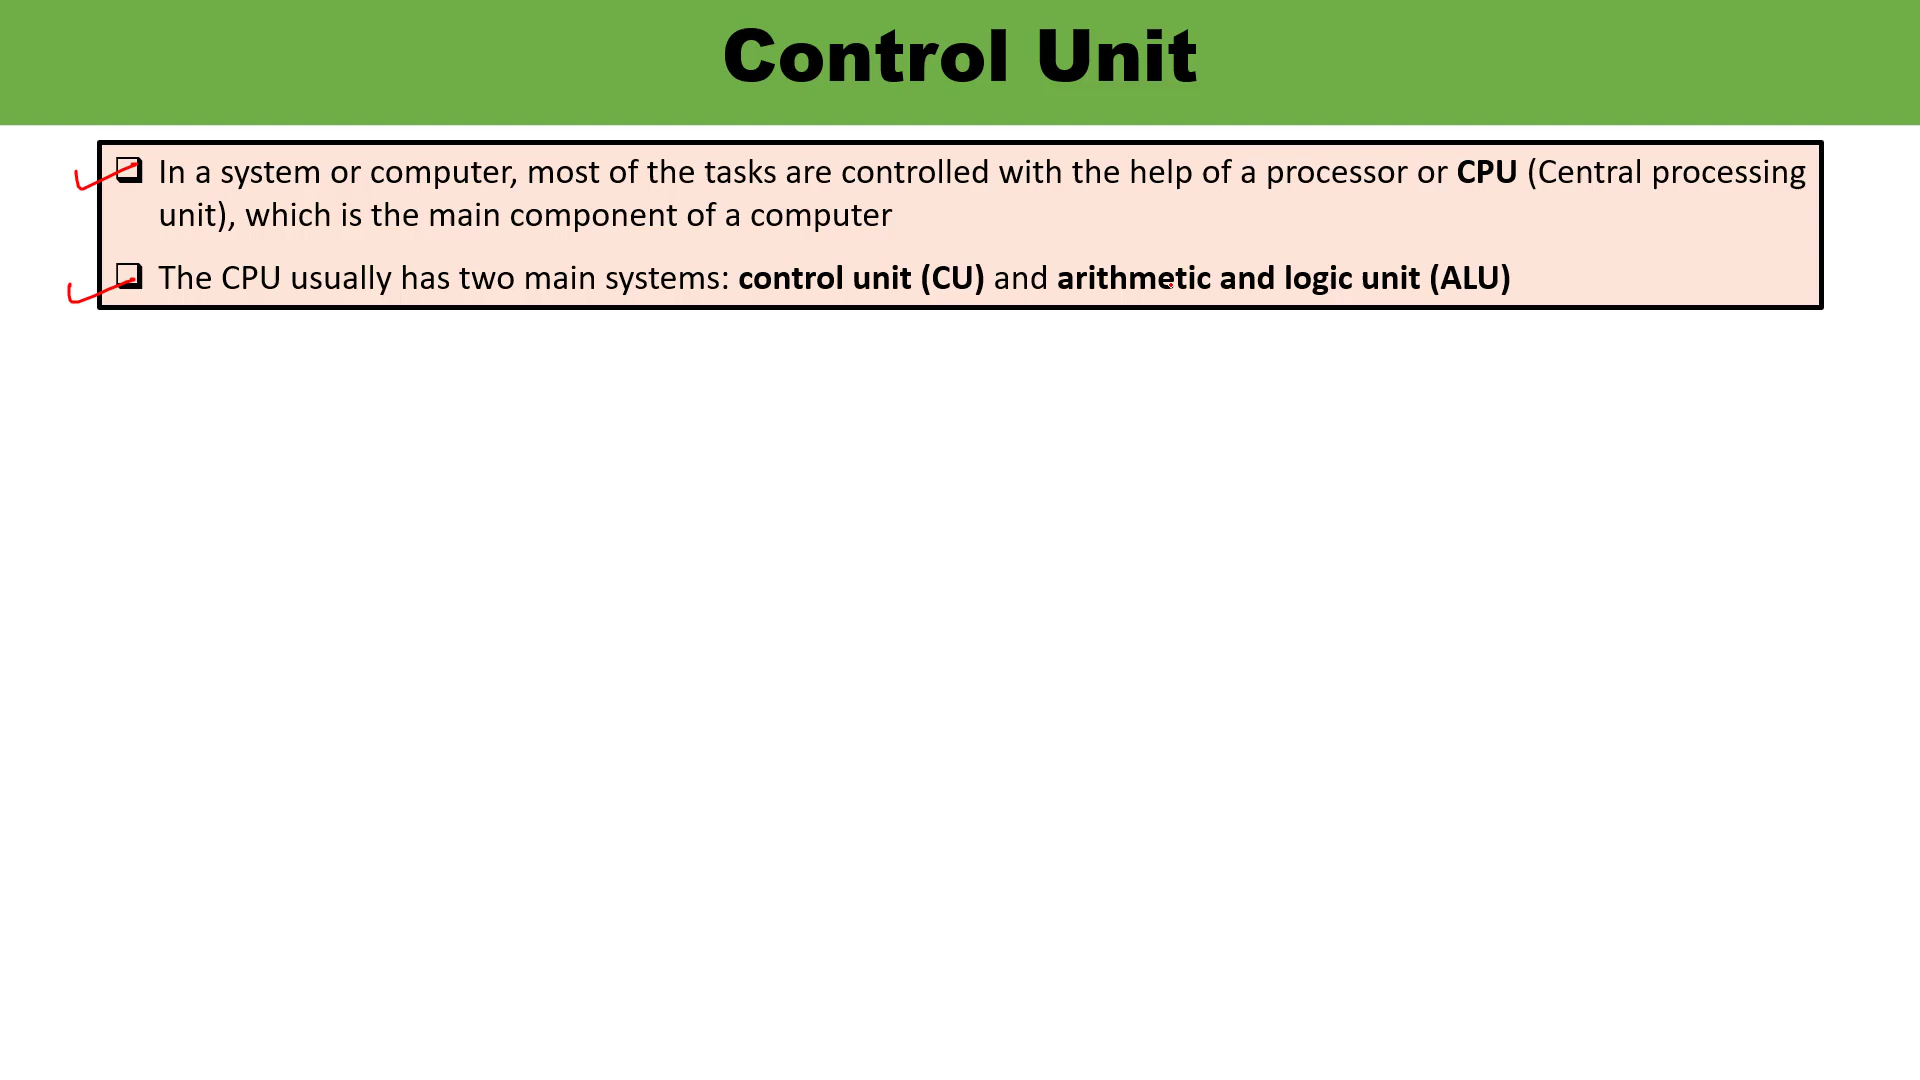 Control Unit
In a system or computer, most of the tasks are controlled with the help of a processor or CPU (Central processing
unit), which is the main component of a computer
The CPU usually has two main systems: control unit (CU) and arithmetic and logic unit (ALU)